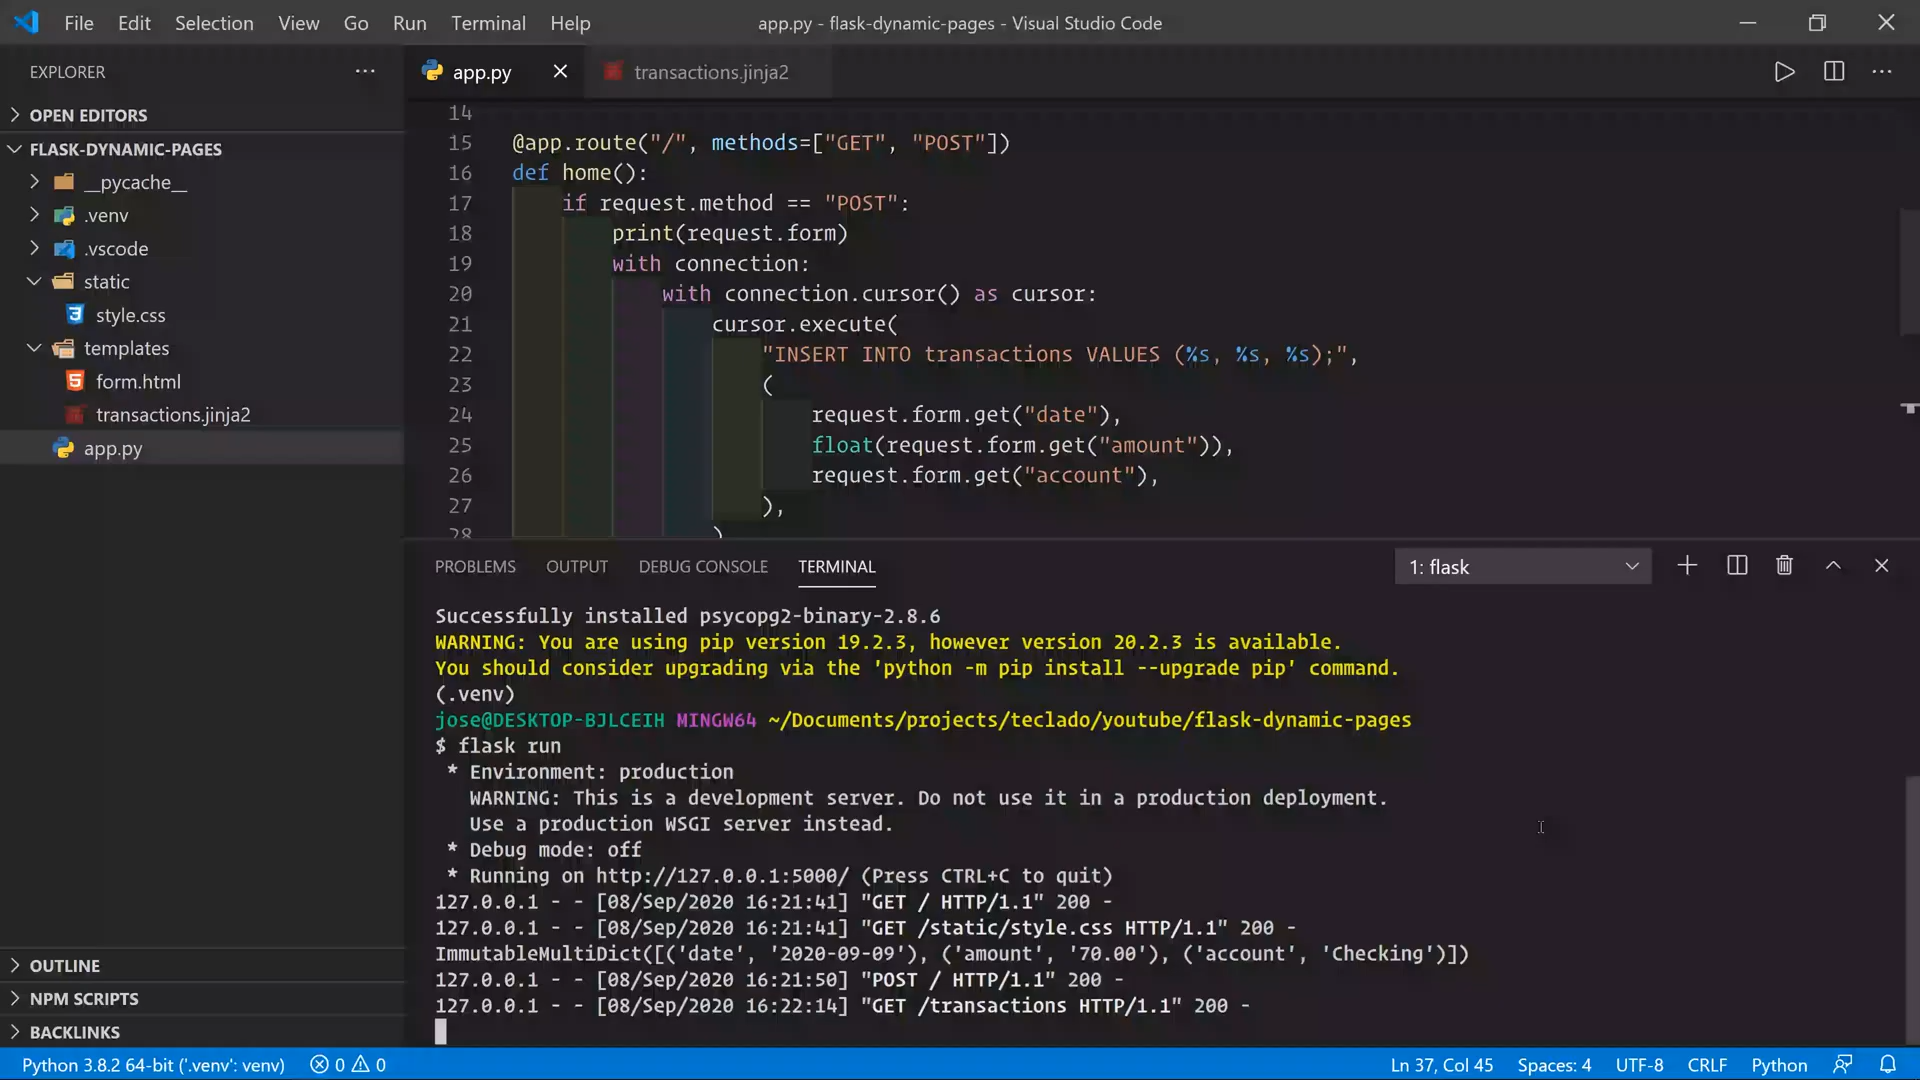 File Edit Selection View Go Run Terminal Help
app.py - flask-dynamic-pages - Visual Studio Code
EXPLORER
OPEN EDITORS
FLASK-DYNAMIC-PAGES
__pycache__
.venv
.vscode
static
style.css
templates
form.html
transactions.jinja2
app.py
OUTLINE
NPM SCRIPTS
BACKLINKS
app.py
transactions.jinja2
14
15 @app.route("/", methods=["GET", "POST"])
16 def home():
17 if request.method == "POST":
18 print(request.form)
19 with connection:
20 with connection.cursor() as cursor:
21 cursor.execute(
22 "INSERT INTO transactions VALUES (%s, %s, %s);",
23 (
24 request.form.get("date"),
25 float(request.form.get("amount")),
26 request.form.get("account"),
27 ),
28 )
PROBLEMS OUTPUT DEBUG CONSOLE TERMINAL
1: flask
Successfully installed psycopg2-binary-2.8.6
WARNING: You are using pip version 19.2.3, however version 20.2.3 is available.
You should consider upgrading via the 'python -m pip install --upgrade pip' command.
(.venv)
jose@DESKTOP-BJLCEIH MINGW64 ~/Documents/projects/teclado/youtube/flask-dynamic-pages
$ flask run
* Environment: production
WARNING: This is a development server. Do not use it in a production deployment.
Use a production WSGI server instead.
* Debug mode: off
* Running on http://127.0.0.1:5000/ (Press CTRL+C to quit)
127.0.0.1 - - [08/Sep/2020 16:21:41] "GET / HTTP/1.1" 200 -
127.0.0.1 - - [08/Sep/2020 16:21:41] "GET /static/style.css HTTP/1.1" 200 -
ImmutableMultiDict([('date', '2020-09-09'), ('amount', '70.00'), ('account', 'Checking')])
127.0.0.1 - - [08/Sep/2020 16:21:50] "POST / HTTP/1.1" 200 -
127.0.0.1 - - [08/Sep/2020 16:22:14] "GET /transactions HTTP/1.1" 200 -
Python 3.8.2 64-bit ('.venv': venv) 0 0
Ln 37, Col 45 Spaces: 4 UTF-8 CRLF Python